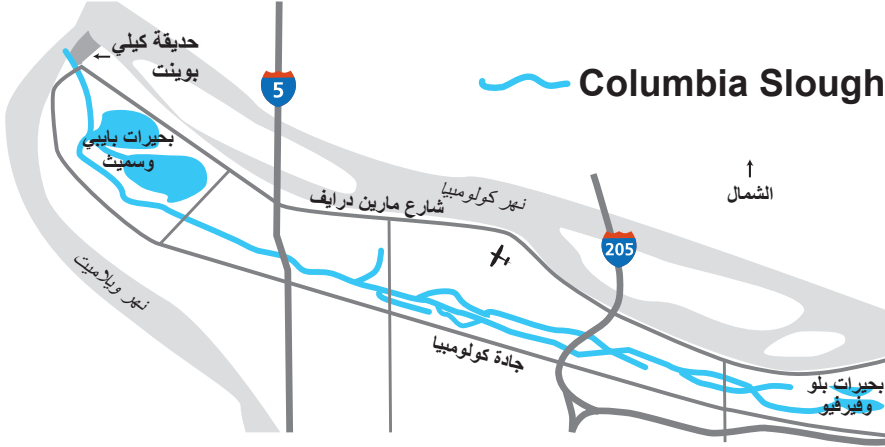 حديقة كيلي
بوينت
5
Columbia Slough
بحيرات بايبي
وسميث
الشمال
نهر كولومبيا
شارع مارين درايف
205
نهر ويلاميت
جادة كولومبيا
بحيرات بلو
وفيرفيو